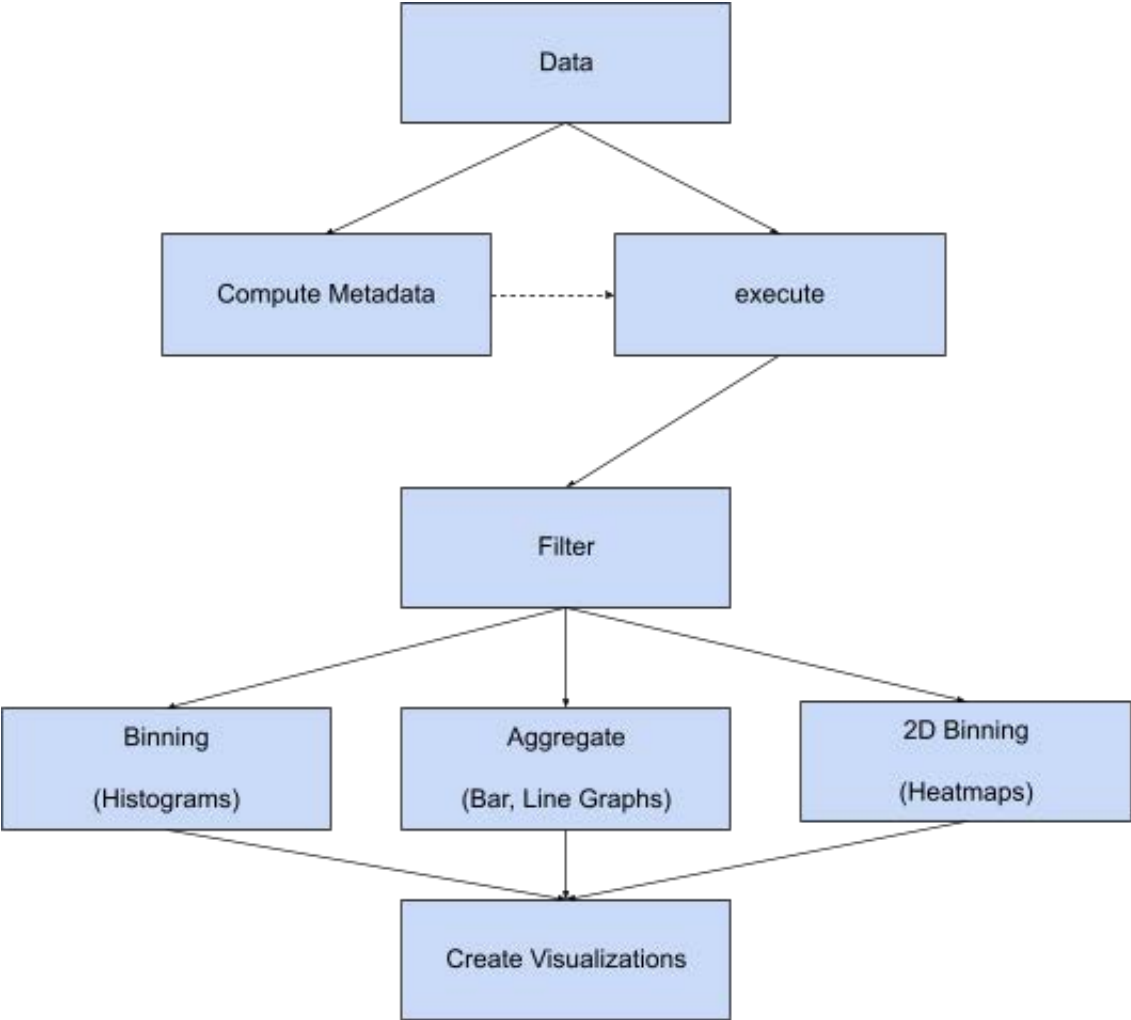 Data
Compute Metadata
execute
Filter
Binning
(Histograms)
Aggregate
(Bar, Line Graphs)
2D Binning
(Heatmaps)
Create Visualizations